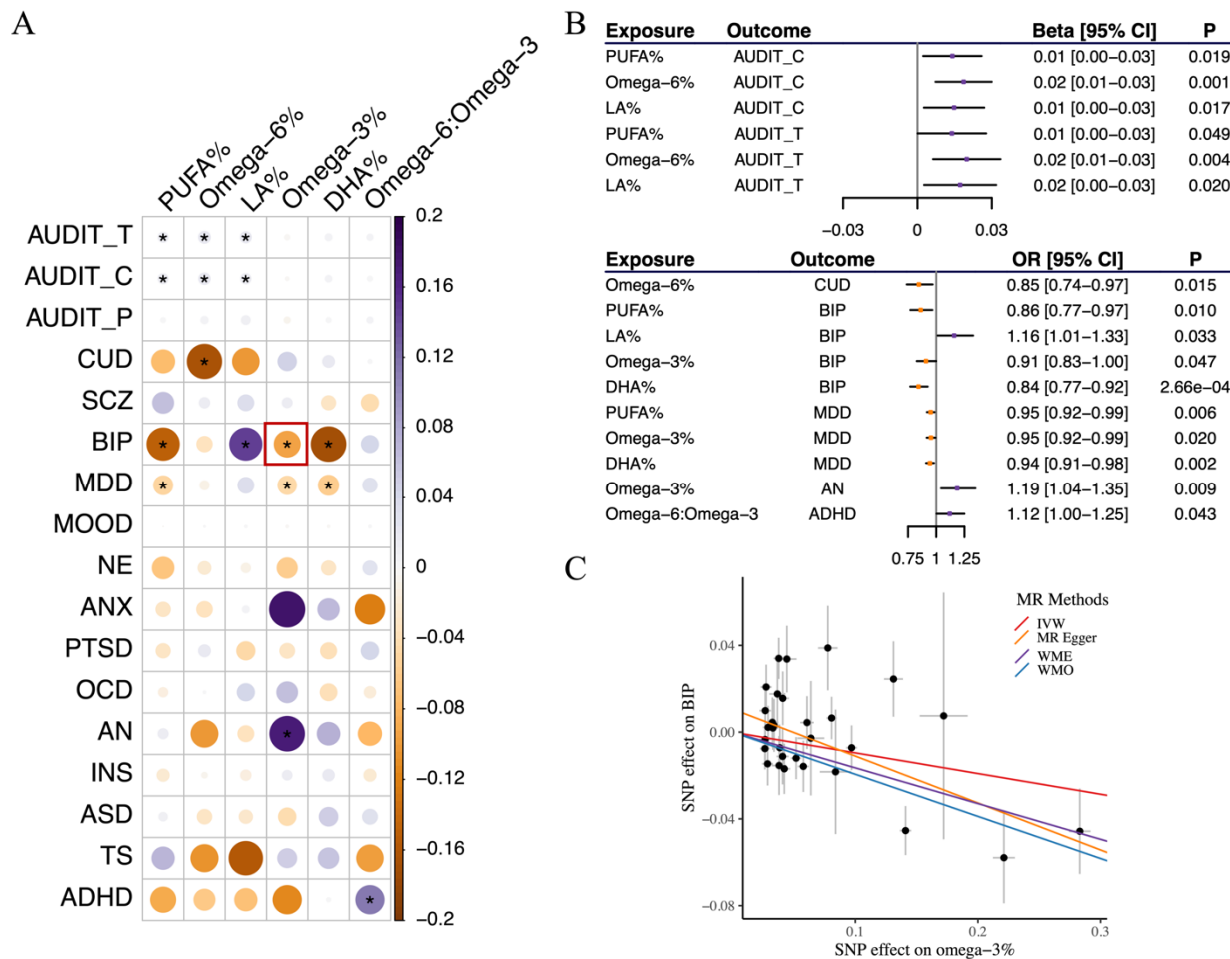 A
PUFA%
Omega−6%
LA%
Omega−3%
DHA%
Omega−6:Omega−3
AUDIT_T * * *
AUDIT_C * * *
AUDIT_P
CUD *
SCZ
BIP * * * *
MDD * * *
MOOD
NE
ANX
PTSD
OCD
AN *
INS
ASD
TS
ADHD *
0.2
0.16
0.12
0.08
0.04
0
−0.04
−0.08
−0.12
−0.16
−0.2
B
Exposure Outcome Beta [95% CI] P
PUFA% AUDIT_C 0.01 [0.00−0.03] 0.019
Omega−6% AUDIT_C 0.02 [0.01−0.03] 0.001
LA% AUDIT_C 0.01 [0.00−0.03] 0.017
PUFA% AUDIT_T 0.01 [0.00−0.03] 0.049
Omega−6% AUDIT_T 0.02 [0.01−0.03] 0.004
LA% AUDIT_T 0.02 [0.00−0.03] 0.020
−0.03 0 0.03
Exposure Outcome OR [95% CI] P
Omega−6% CUD 0.85 [0.74−0.97] 0.015
PUFA% BIP 0.86 [0.77−0.97] 0.010
LA% BIP 1.16 [1.01−1.33] 0.033
Omega−3% BIP 0.91 [0.83−1.00] 0.047
DHA% BIP 0.84 [0.77−0.92] 2.66e−04
PUFA% MDD 0.95 [0.92−0.99] 0.006
Omega−3% MDD 0.95 [0.92−0.99] 0.020
DHA% MDD 0.94 [0.91−0.98] 0.002
Omega−3% AN 1.19 [1.04−1.35] 0.009
Omega−6:Omega−3 ADHD 1.12 [1.00−1.25] 0.043
0.75 1 1.25
C
MR Methods
IVW
MR Egger
WME
WMO
SNP effect on BIP
0.04
0.00
−0.04
−0.08
0.1 0.2 0.3
SNP effect on omega−3%